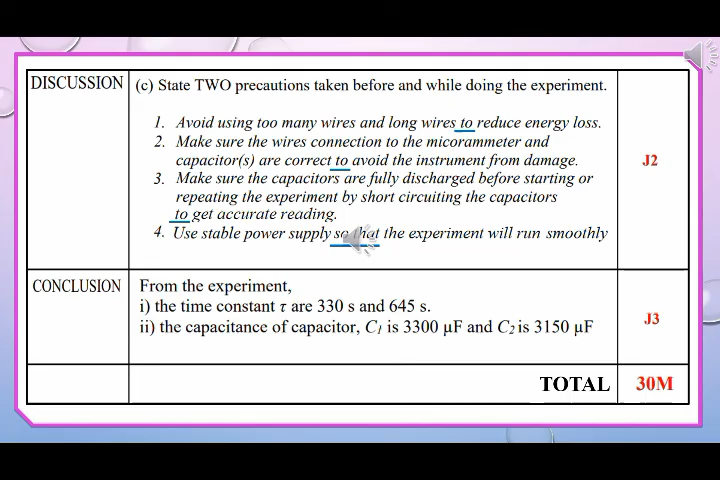 DISCUSSION
(c) State TWO precautions taken before and while doing the experiment.
1. Avoid using too many wires and long wires to reduce energy loss.
2. Make sure the wires connection to the micorammeter and
capacitor(s) are correct to avoid the instrument from damage.
3. Make sure the capacitors are fully discharged before starting or
repeating the experiment by short circuiting the capacitors
to get accurate reading.
4. Use stable power supply so that the experiment will run smoothly
J2
CONCLUSION
From the experiment,
i) the time constant τ are 330 s and 645 s.
ii) the capacitance of capacitor, C1 is 3300 µF and C2 is 3150 µF
J3
TOTAL
30M